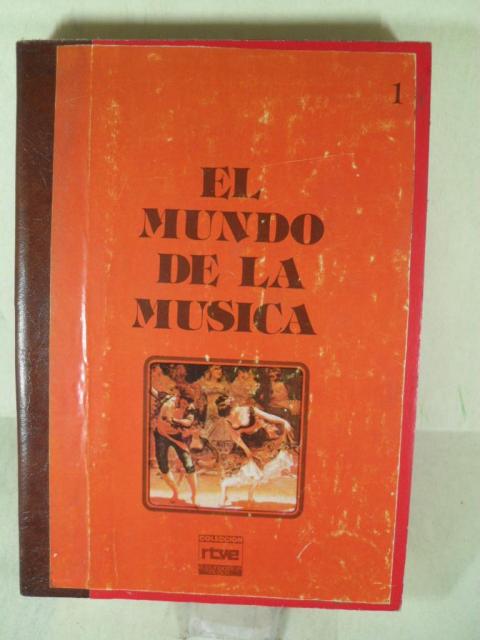 1
EL
MUNDO
DE LA
MUSICA
COLECCION
rtve